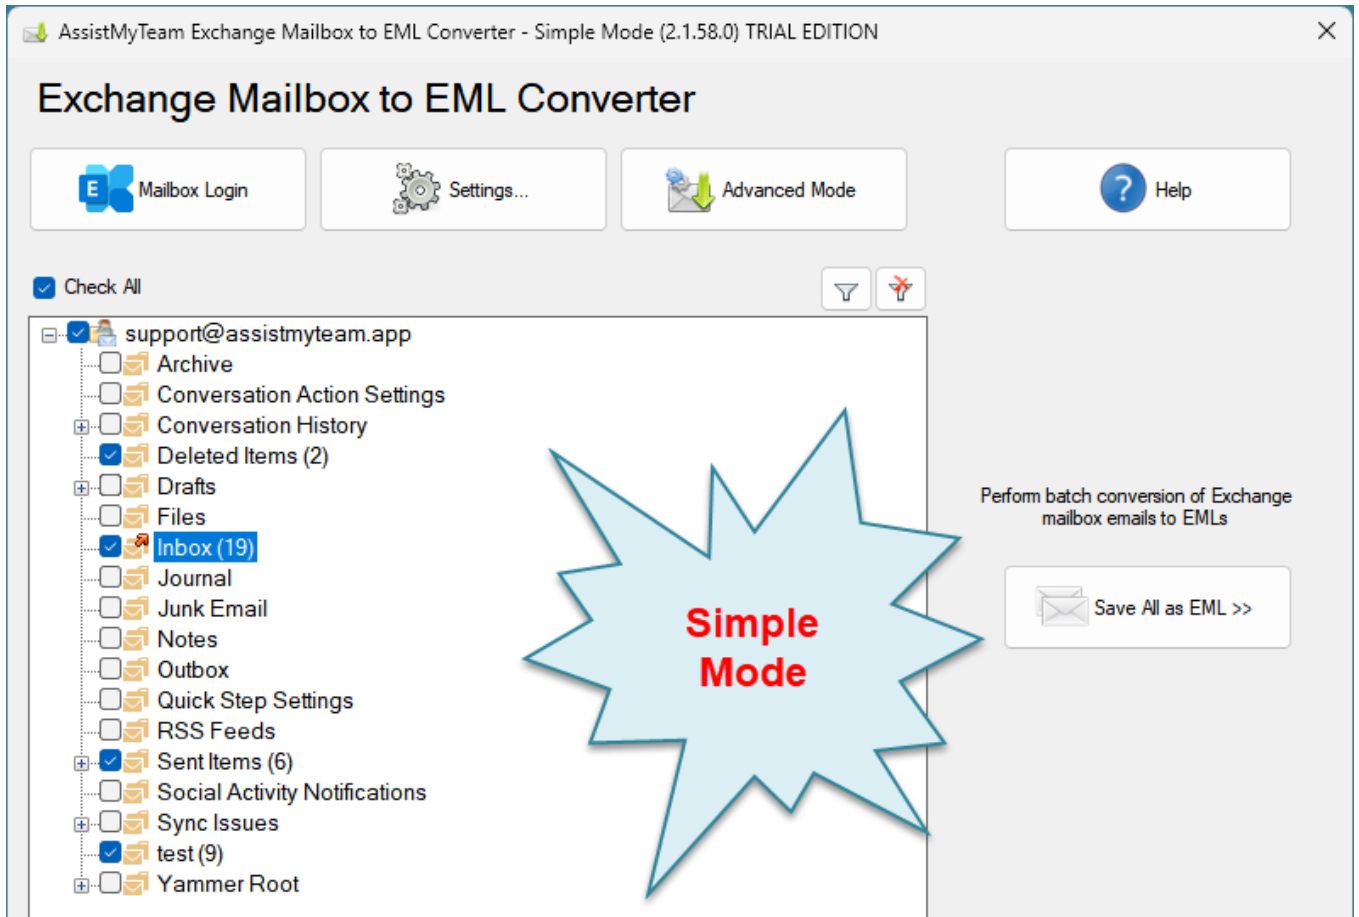 AssistMyTeam Exchange Mailbox to EML Converter - Simple Mode (2.1.58.0) TRIAL EDITION
Exchange Mailbox to EML Converter
E
Mailbox Login
Settings...
Advanced Mode
?
Help
Check All
support@assistmyteam.app
Archive
Conversation Action Settings
Conversation History
Deleted Items (2)
Drafts
Files
Inbox (19)
Journal
Junk Email
Notes
Outbox
Quick Step Settings
RSS Feeds
Sent Items (6)
Social Activity Notifications
Sync Issues
test (9)
Yammer Root
Simple
Mode
Perform batch conversion of Exchange
mailbox emails to EMLs
Save All as EML >>